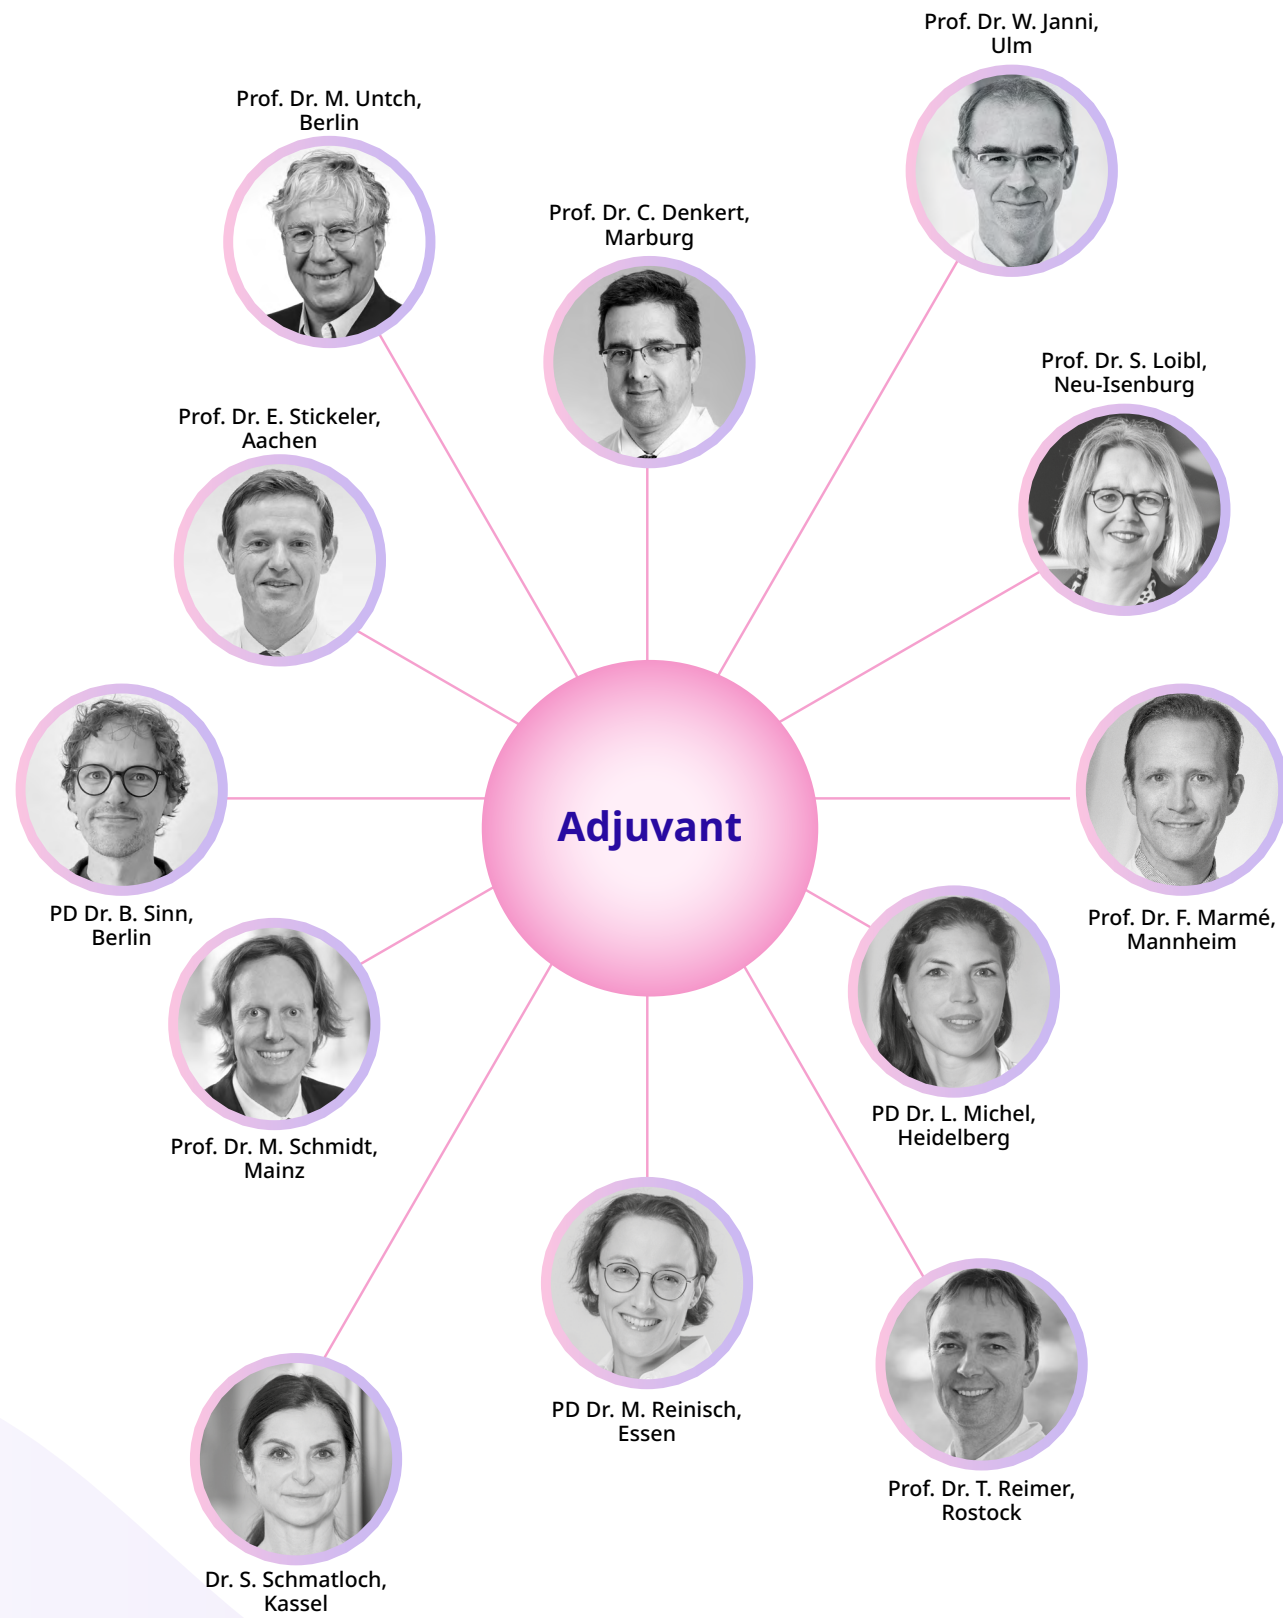 Prof. Dr. W. Janni,
Ulm
Prof. Dr. M. Untch,
Berlin
Prof. Dr. C. Denkert,
Marburg
Prof. Dr. S. Loibl,
Neu-Isenburg
Prof. Dr. E. Stickeler,
Aachen
Adjuvant
PD Dr. B. Sinn,
Berlin
Prof. Dr. F. Marmé,
Mannheim
PD Dr. L. Michel,
Heidelberg
Prof. Dr. M. Schmidt,
Mainz
PD Dr. M. Reinisch,
Essen
Prof. Dr. T. Reimer,
Rostock
Dr. S. Schmatloch,
Kassel